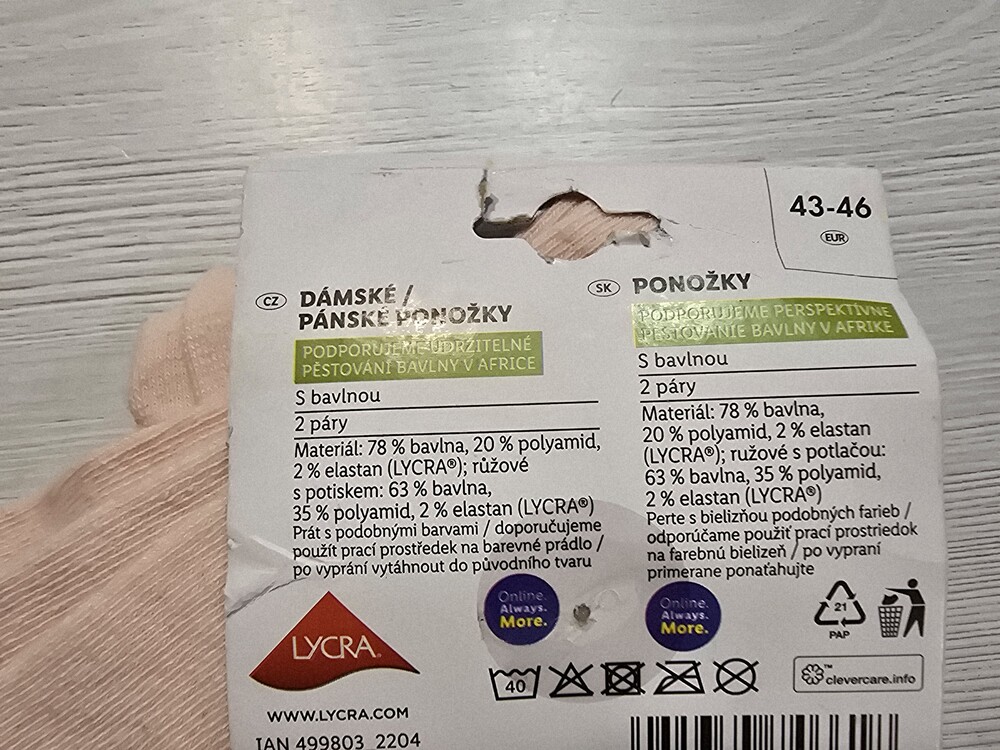 43-46
EUR
CZ
DÁMSKÉ /
PÁNSKÉ PONOŽKY
PODPORUJEME UDRŽITELNÉ
PĚSTOVÁNÍ BAVLNY V AFRICE
S bavlnou
2 páry
Materiál: 78 % bavlna, 20 % polyamid,
2 % elastan (LYCRA®); růžové
s potiskem: 63 % bavlna,
35 % polyamid, 2 % elastan (LYCRA®)
Prát s podobnými barvami / doporučujeme
použít prací prostředek na barevné prádlo /
po vyprání vytáhnout do původního tvaru
SK
PONOŽKY
PODPORUJEME PERSPEKTÍVNE
PESTOVANIE BAVLNY V AFRIKE
S bavlnou
2 páry
Materiál: 78 % bavlna,
20 % polyamid, 2 % elastan
(LYCRA®); ružové s potlačou:
63 % bavlna, 35 % polyamid,
2 % elastan (LYCRA®)
Perte s bielizňou podobných farieb /
odporúčame použiť prací prostriedok
na farebnú bielizeň / po vypraní
primerane ponaťahujte
Online.
Always.
More.
Online.
Always.
More.
21
PAP
LYCRA®
40
™
clevercare.info
WWW.LYCRA.COM
IAN 499803_2204